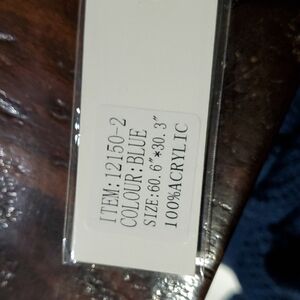 ITEM:12150-2
COLOUR:BLUE
SIZE:60.6"*30.3"
100%ACRYLIC